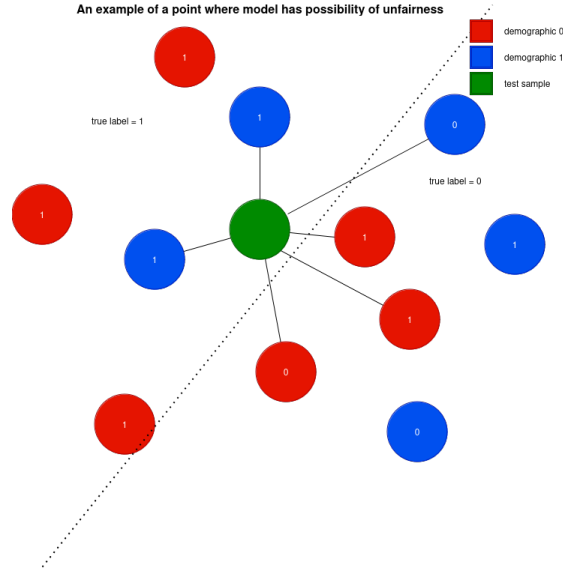 An example of a point where model has possibility of unfairness
demographic 0
demographic 1
test sample
1
1
0
true label = 1
true label = 0
1
1
1
1
1
0
1
0